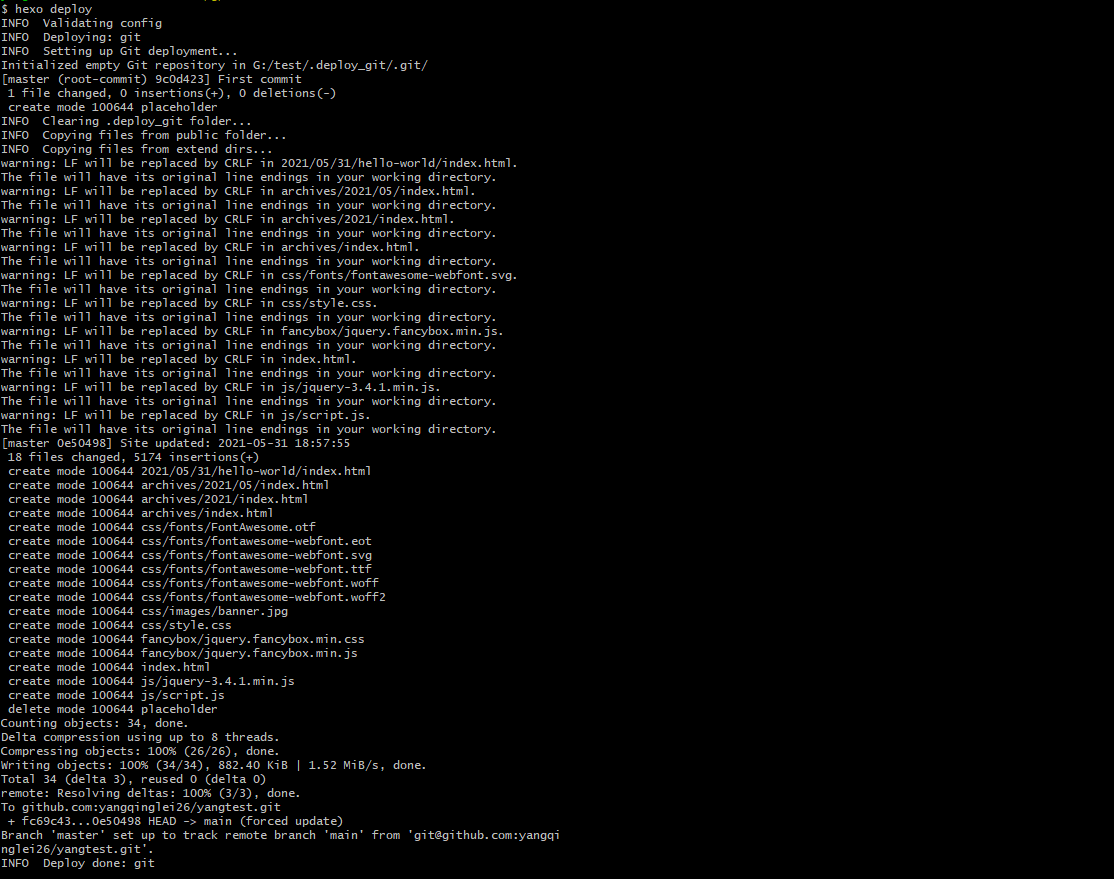 $ hexo deploy
INFO  Validating config
INFO  Deploying: git
INFO  Setting up Git deployment...
Initialized empty Git repository in G:/test/.deploy_git/.git/
[master (root-commit) 9c0d423] First commit
 1 file changed, 0 insertions(+), 0 deletions(-)
 create mode 100644 placeholder
INFO  Clearing .deploy_git folder...
INFO  Copying files from public folder...
INFO  Copying files from extend dirs...
warning: LF will be replaced by CRLF in 2021/05/31/hello-world/index.html.
The file will have its original line endings in your working directory.
warning: LF will be replaced by CRLF in archives/2021/05/index.html.
The file will have its original line endings in your working directory.
warning: LF will be replaced by CRLF in archives/2021/index.html.
The file will have its original line endings in your working directory.
warning: LF will be replaced by CRLF in archives/index.html.
The file will have its original line endings in your working directory.
warning: LF will be replaced by CRLF in css/fonts/fontawesome-webfont.svg.
The file will have its original line endings in your working directory.
warning: LF will be replaced by CRLF in css/style.css.
The file will have its original line endings in your working directory.
warning: LF will be replaced by CRLF in fancybox/jquery.fancybox.min.js.
The file will have its original line endings in your working directory.
warning: LF will be replaced by CRLF in index.html.
The file will have its original line endings in your working directory.
warning: LF will be replaced by CRLF in js/jquery-3.4.1.min.js.
The file will have its original line endings in your working directory.
warning: LF will be replaced by CRLF in js/script.js.
The file will have its original line endings in your working directory.
[master 0e50498] Site updated: 2021-05-31 18:57:55
 18 files changed, 5174 insertions(+)
 create mode 100644 2021/05/31/hello-world/index.html
 create mode 100644 archives/2021/05/index.html
 create mode 100644 archives/2021/index.html
 create mode 100644 archives/index.html
 create mode 100644 css/fonts/FontAwesome.otf
 create mode 100644 css/fonts/fontawesome-webfont.eot
 create mode 100644 css/fonts/fontawesome-webfont.svg
 create mode 100644 css/fonts/fontawesome-webfont.ttf
 create mode 100644 css/fonts/fontawesome-webfont.woff
 create mode 100644 css/fonts/fontawesome-webfont.woff2
 create mode 100644 css/images/banner.jpg
 create mode 100644 css/style.css
 create mode 100644 fancybox/jquery.fancybox.min.css
 create mode 100644 fancybox/jquery.fancybox.min.js
 create mode 100644 index.html
 create mode 100644 js/jquery-3.4.1.min.js
 create mode 100644 js/script.js
 delete mode 100644 placeholder
Counting objects: 34, done.
Delta compression using up to 8 threads.
Compressing objects: 100% (26/26), done.
Writing objects: 100% (34/34), 882.40 KiB | 1.52 MiB/s, done.
Total 34 (delta 3), reused 0 (delta 0)
remote: Resolving deltas: 100% (3/3), done.
To github.com:yangqinglei26/yangtest.git
 + fc69c43...0e50498 HEAD -> main (forced update)
Branch 'master' set up to track remote branch 'main' from 'git@github.com:yangqi
nglei26/yangtest.git'.
INFO  Deploy done: git